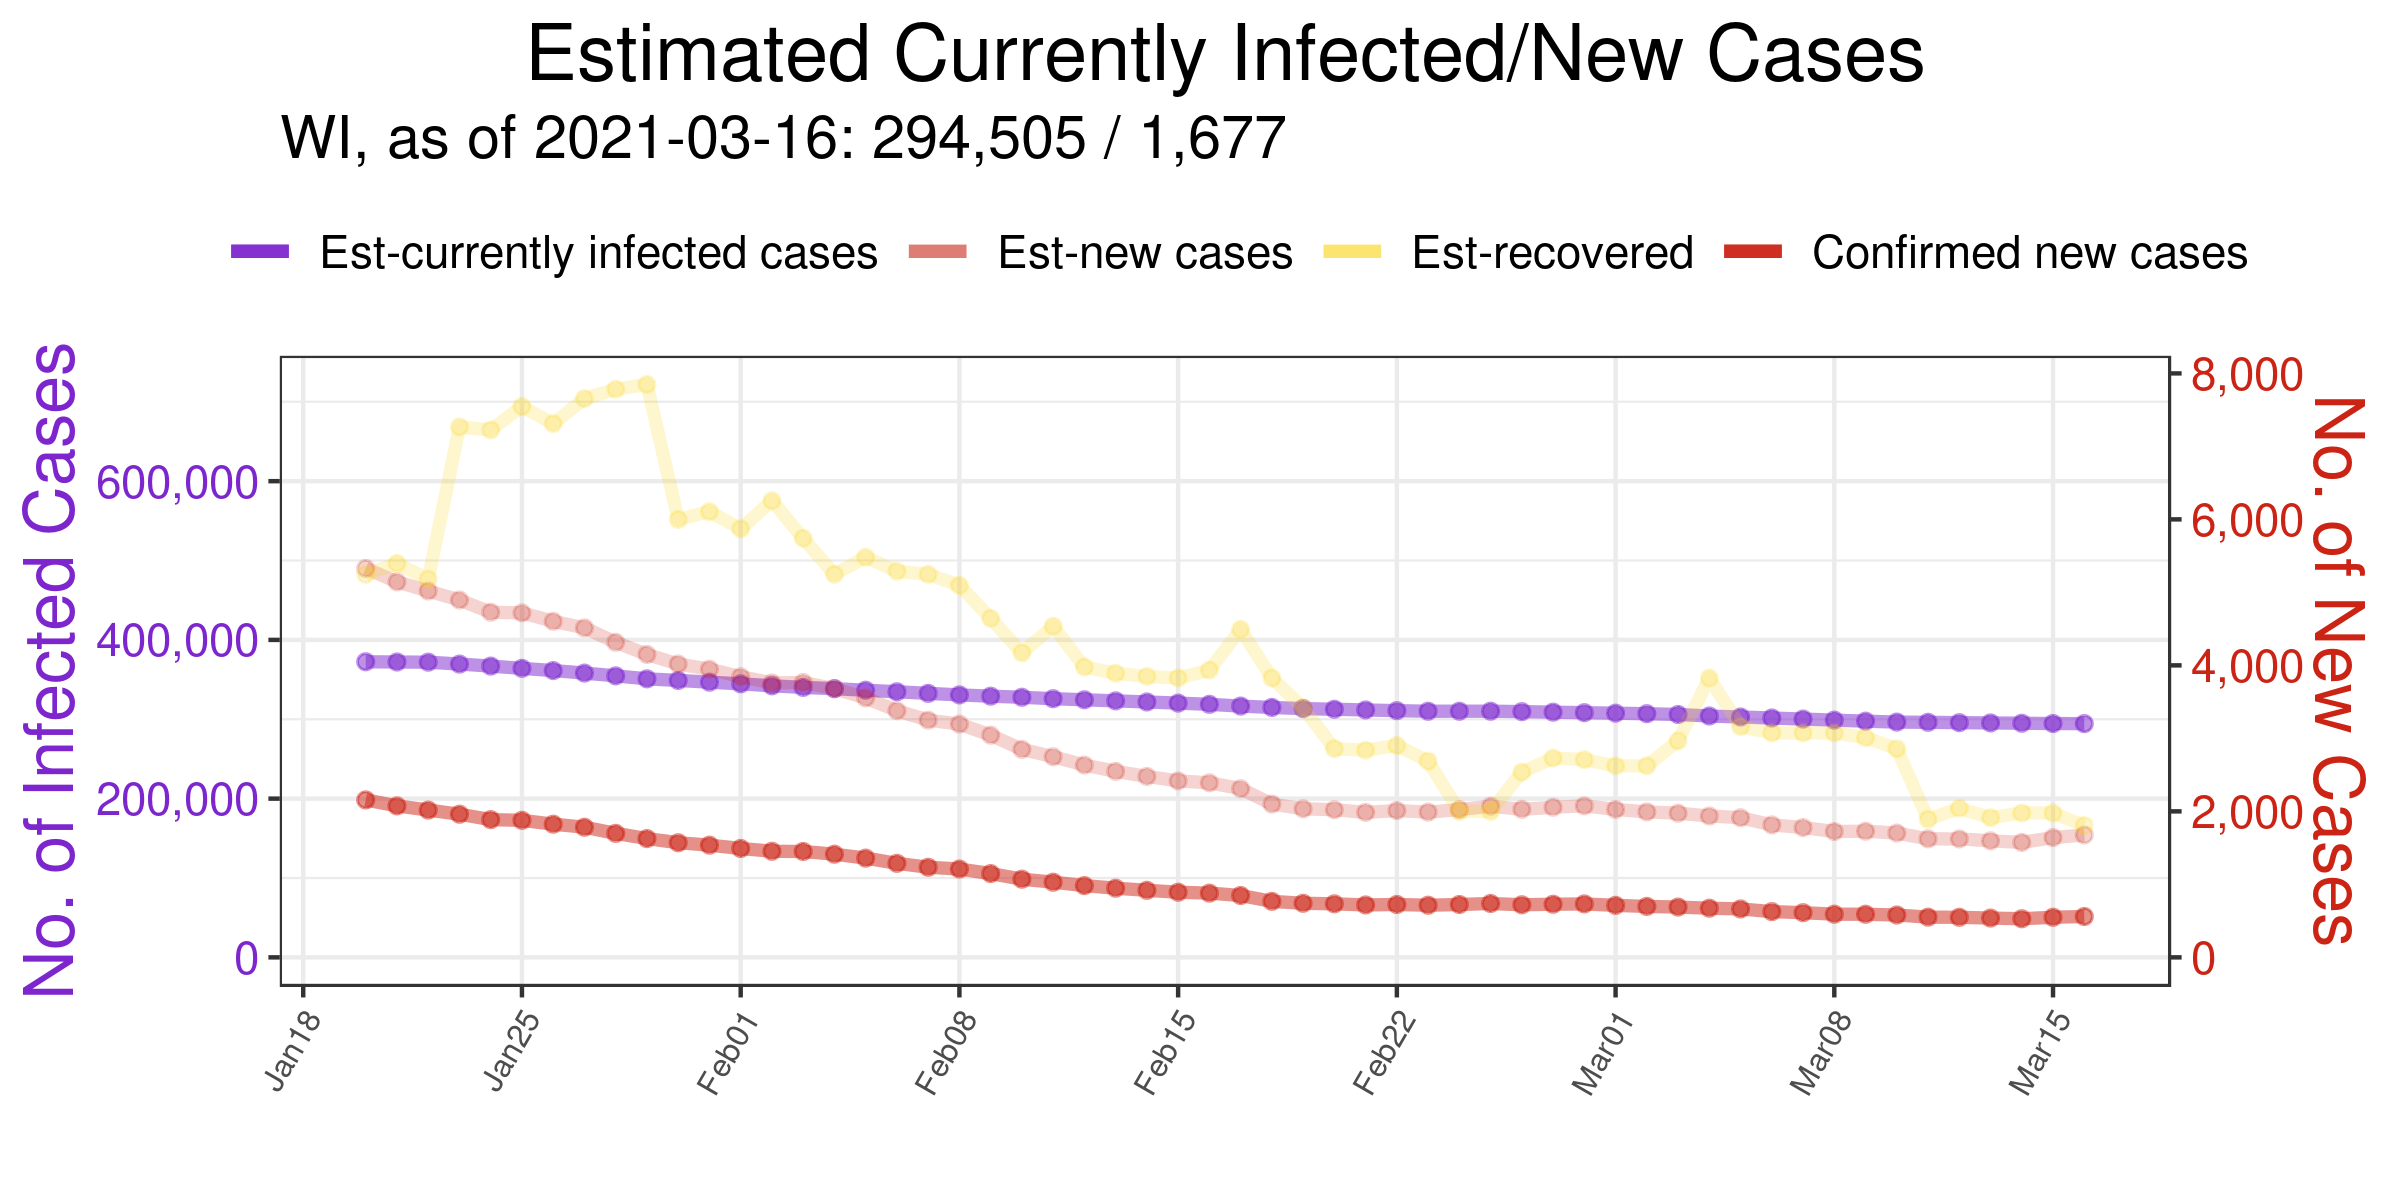 Estimated Currently Infected/New Cases
WI, as of 2021-03-16: 294,505 / 1,677
Est-currently infected cases Est-new cases Est-recovered Confirmed new cases
No. of Infected Cases
600,000
400,000
200,000
0
8,000
6,000
4,000
2,000
0
No. of New Cases
Jan18 Jan25 Feb01 Feb08 Feb15 Feb22 Mar01 Mar08 Mar15